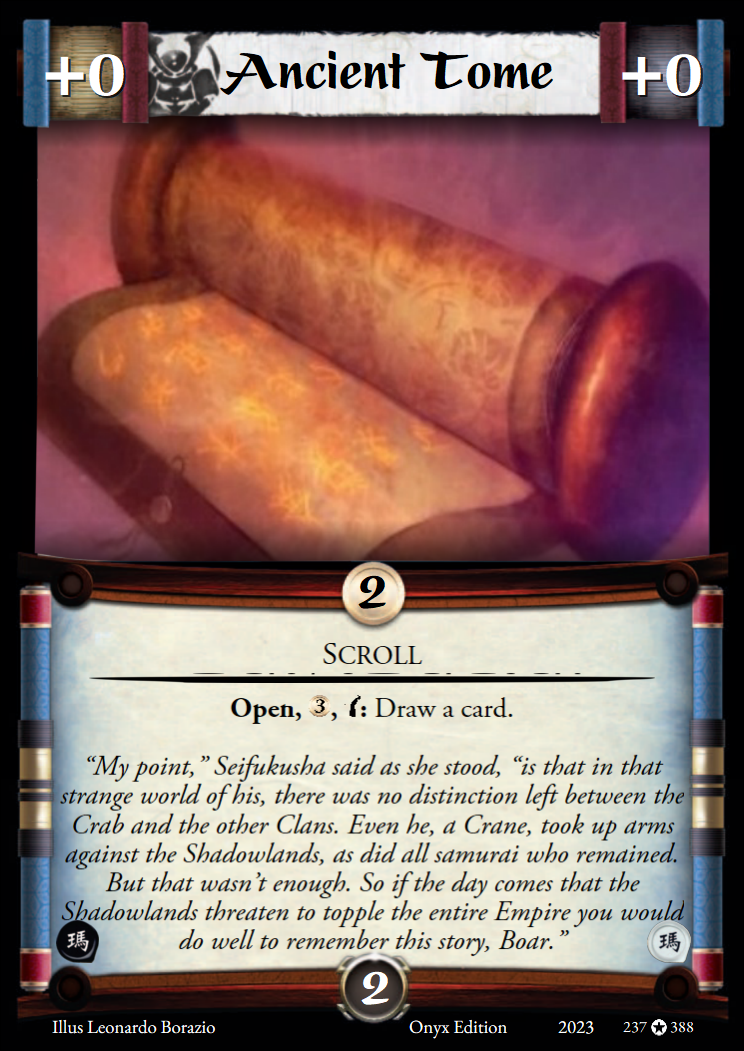 +0 Ancient Tome +0
2
SCROLL
Open, 3, : Draw a card.
“My point,” Seifukusha said as she stood, “is that in that
strange world of his, there was no distinction left between the
Crab and the other Clans. Even he, a Crane, took up arms
against the Shadowlands, as did all samurai who remained.
But that wasn’t enough. So if the day comes that the
Shadowlands threaten to topple the entire Empire you would
瑪 do well to remember this story, Boar.” 瑪
2
Illus Leonardo Borazio Onyx Edition 2023 237 388